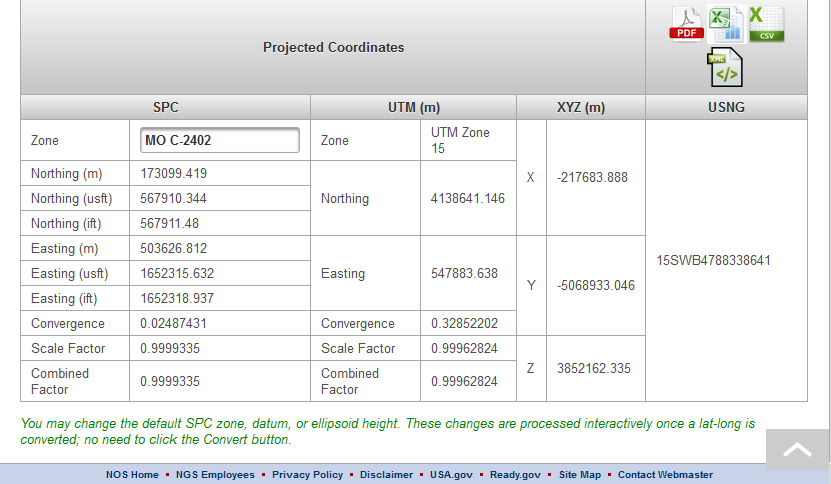 Projected Coordinates
PDF
X
X
CSV
XML
</>
SPC UTM (m) XYZ (m) USNG
Zone MO C-2402 Zone UTM Zone
15
Northing (m) 173099.419
X -217683.888
Northing (usft) 567910.344 Northing 4138641.146
Northing (ift) 567911.48
Easting (m) 503626.812
15SWB4788338641
Easting (usft) 1652315.632 Easting 547883.638
Y -5068933.046
Easting (ift) 1652318.937
Convergence 0.02487431 Convergence 0.32852202
Scale Factor 0.9999335 Scale Factor 0.99962824
Z 3852162.335
Combined
Factor 0.9999335 Combined
Factor 0.99962824
You may change the default SPC zone, datum, or ellipsoid height. These changes are processed interactively once a lat-long is
converted; no need to click the Convert button.
NOS Home ▪ NGS Employees ▪ Privacy Policy ▪ Disclaimer ▪ USA.gov ▪ Ready.gov ▪ Site Map ▪ Contact Webmaster